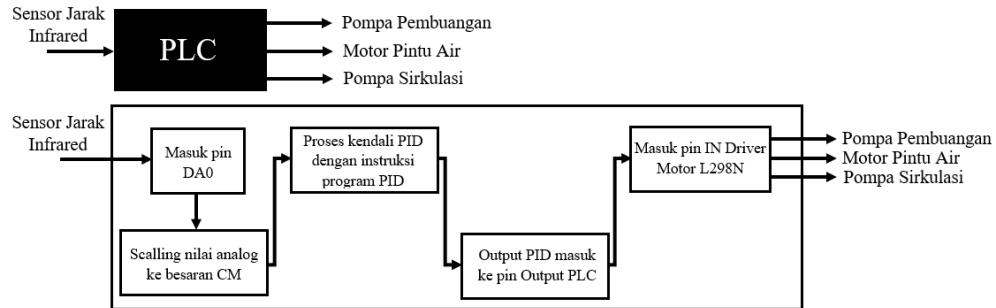 Sensor Jarak
Infrared
PLC
Pompa Pembuangan
Motor Pintu Air
Pompa Sirkulasi
Sensor Jarak
Infrared
Masuk pin
DA0
Scalling nilai analog
ke besaran CM
Proses kendali PID
dengan instruksi
program PID
Output PID masuk
ke pin Output PLC
Masuk pin IN Driver
Motor L298N
Pompa Pembuangan
Motor Pintu Air
Pompa Sirkulasi